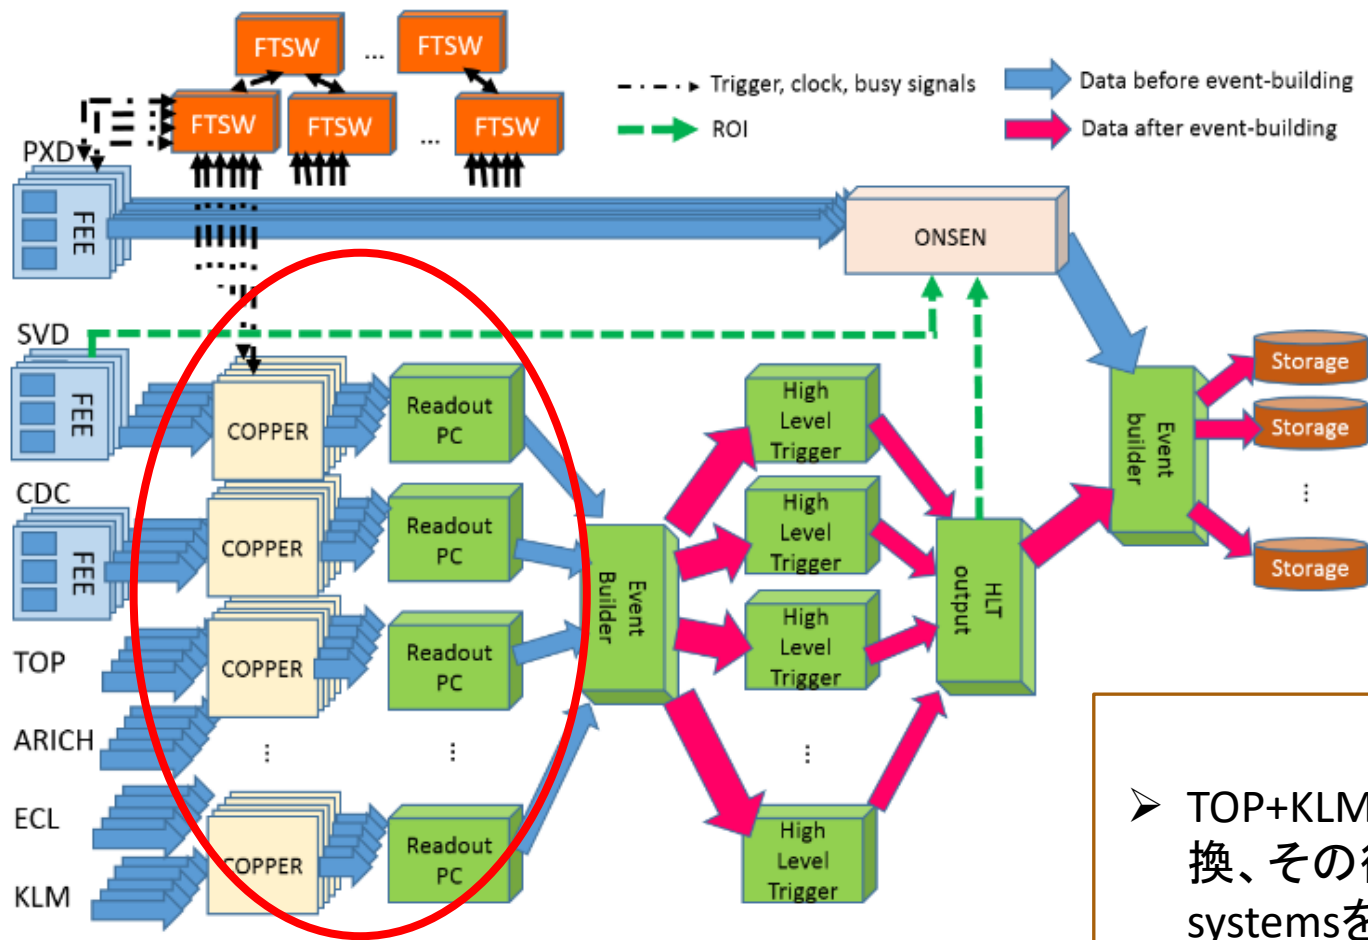 FTSW
...
FTSW
FTSW
FTSW
...
FTSW
Trigger, clock, busy signals
ROI
Data before event-building
Data after event-building
PXD
FEE
ONSEN
SVD
FEE
COPPER
Readout
PC
High
Level
Trigger
Event
builder
Storage
Storage
...
Storage
CDC
FEE
COPPER
Readout
PC
Event
Builder
High
Level
Trigger
HLT
output
TOP
COPPER
Readout
PC
High
Level
Trigger
ARICH
...
...
...
ECL
KLM
COPPER
Readout
PC
High
Level
Trigger
➢ TOP+KLM
換、その
systemsを